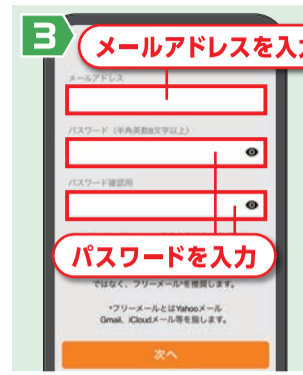 3
メールアドレスを入
メールアドレス
パスワード (半角英数8文字以上)
パスワード確認用
パスワードを入力
ではなく、フリーメール*を推奨します。
*フリーメールとはYahooメール
Gmail、iCloudメール等を指します。
次へ